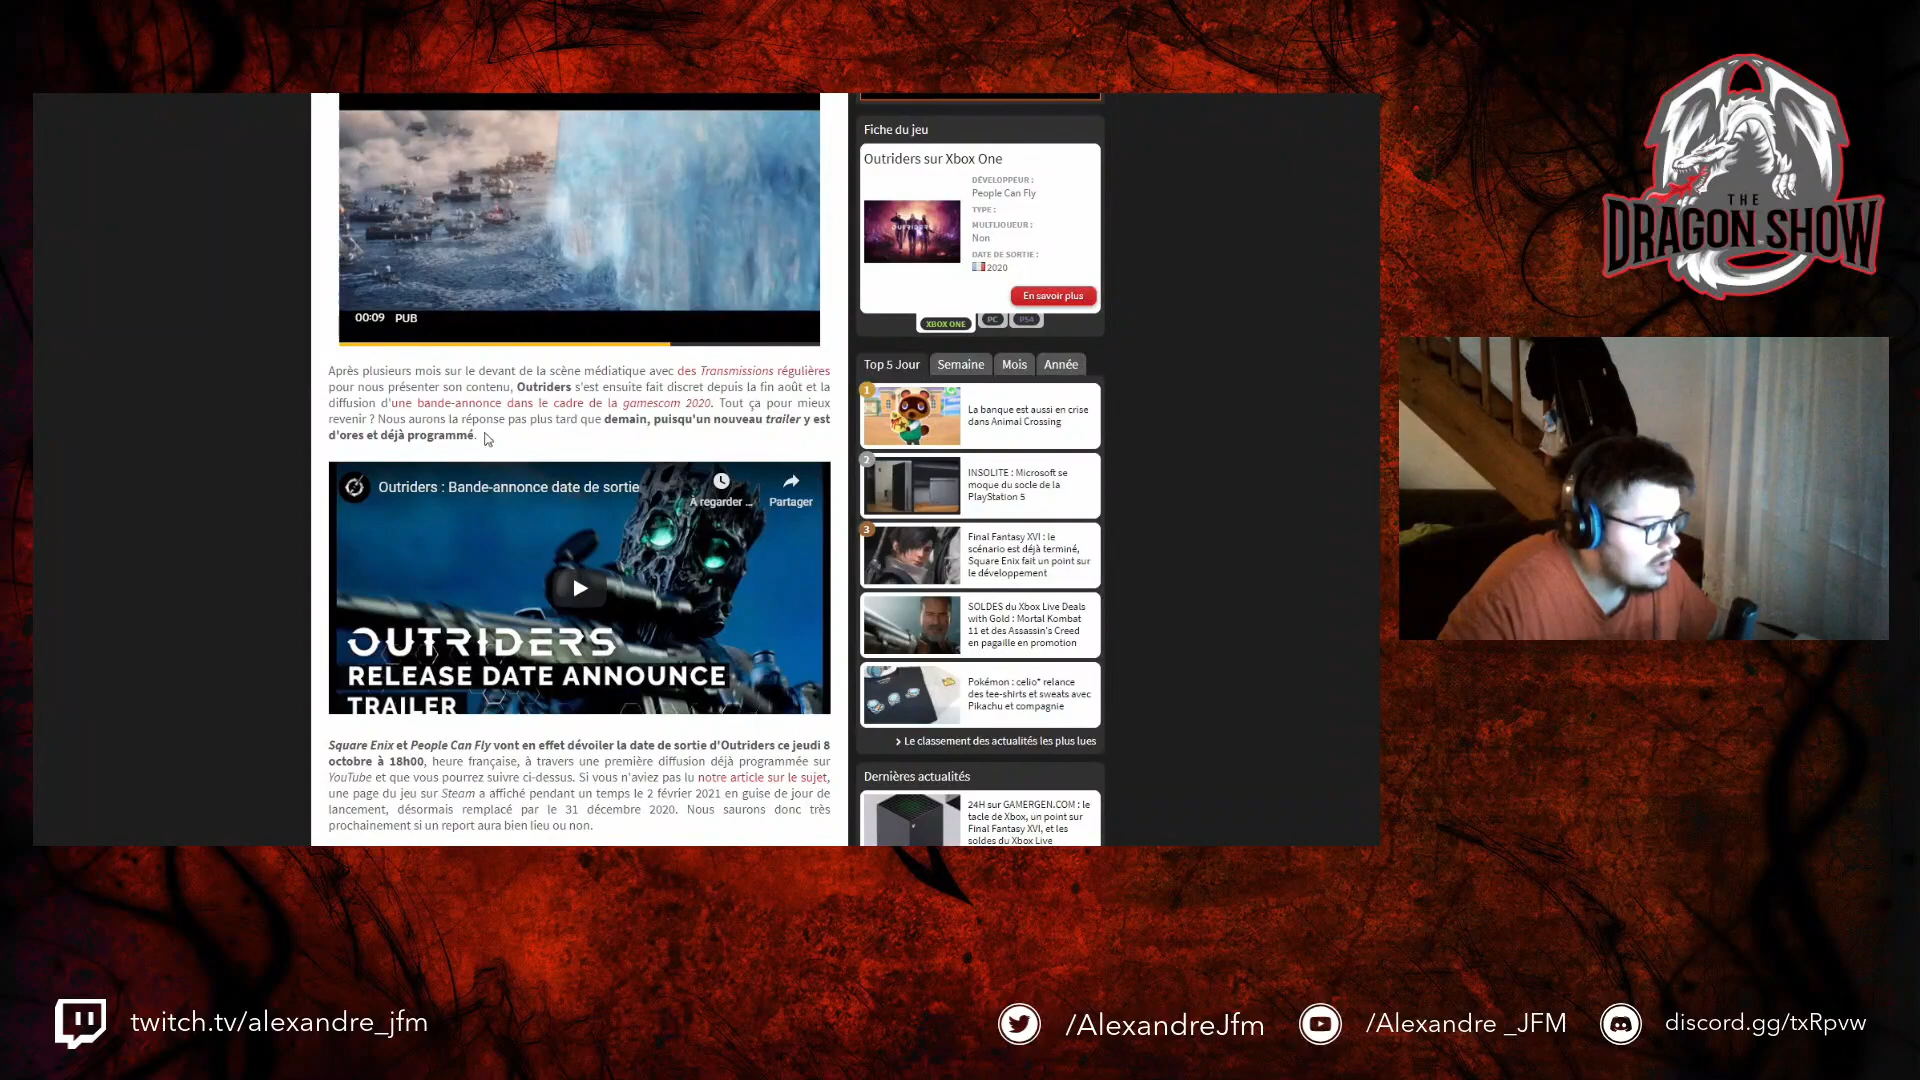 00:09 PUB
Après plusieurs mois sur le devant de la scène médiatique avec des Transmissions régulières
pour nous présenter son contenu, Outriders s'est ensuite fait discret depuis la fin août et la
diffusion d'une bande-annonce dans le cadre de la gamescom 2020. Tout ça pour mieux
revenir ? Nous aurons la réponse pas plus tard que demain, puisqu'un nouveau trailer y est
d'ores et déjà programmé.
Outriders : Bande-annonce date de sortie
À regarder ...
Partager
OUTRIDERS
RELEASE DATE ANNOUNCE
TRAILER
Square Enix et People Can Fly vont en effet dévoiler la date de sortie d'Outriders ce jeudi 8
octobre à 18h00, heure française, à travers une première diffusion déjà programmée sur
YouTube et que vous pourrez suivre ci-dessus. Si vous n'aviez pas lu notre article sur le sujet,
une page du jeu sur Steam a affiché pendant un temps le 2 février 2021 en guise de jour de
lancement, désormais remplacé par le 31 décembre 2020. Nous saurons donc très
prochainement si un report aura bien lieu ou non.
Fiche du jeu
Outriders sur Xbox One
OUTRIDERS
DÉVELOPPEUR :
People Can Fly
TYPE :
MULTIJOUEUR :
Non
DATE DE SORTIE :
2020
En savoir plus
XBOX ONE
PC
PS4
Top 5 Jour
Semaine
Mois
Année
1
La banque est aussi en crise
dans Animal Crossing
2
INSOLITE : Microsoft se
moque du socle de la
PlayStation 5
3
Final Fantasy XVI : le
scénario est déjà terminé,
Square Enix fait un point sur
le développement
SOLDES du Xbox Live Deals
with Gold : Mortal Kombat
11 et des Assassin's Creed
en pagaille en promotion
Pokémon : celio* relance
des tee-shirts et sweats avec
Pikachu et compagnie
Le classement des actualités les plus lues
Dernières actualités
24H sur GAMERGEN.COM : le
tacle de Xbox, un point sur
Final Fantasy XVI, et les
soldes du Xbox Live
THE
DRAGON SHOW
twitch.tv/alexandre_jfm
/AlexandreJfm
/Alexandre _JFM
discord.gg/txRpvw